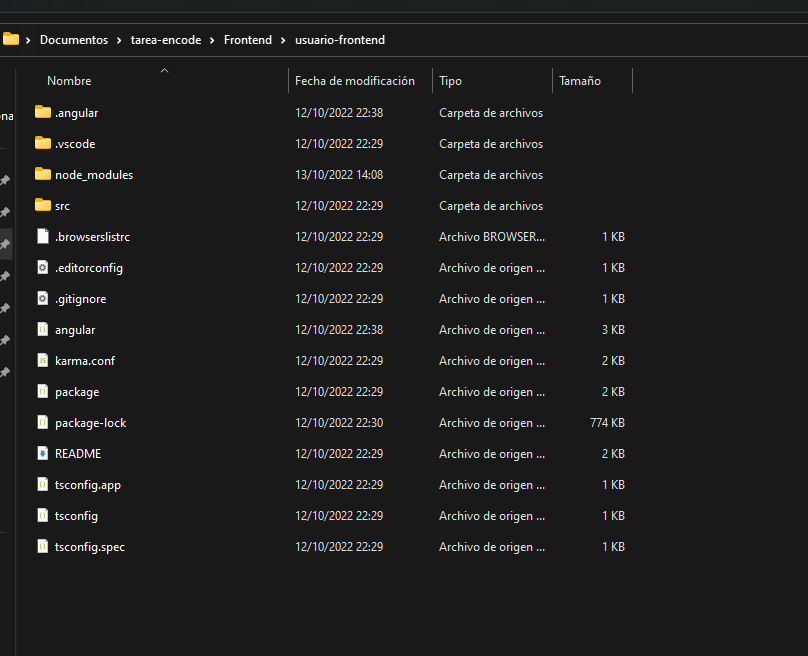 Documentos > tarea-encode > Frontend > usuario-frontend
Nombre Fecha de modificación Tipo Tamaño
.angular 12/10/2022 22:38 Carpeta de archivos
.vscode 12/10/2022 22:29 Carpeta de archivos
node_modules 13/10/2022 14:08 Carpeta de archivos
src 12/10/2022 22:29 Carpeta de archivos
.browserslistrc 12/10/2022 22:29 Archivo BROWSER... 1 KB
.editorconfig 12/10/2022 22:29 Archivo de origen ... 1 KB
.gitignore 12/10/2022 22:29 Archivo de origen ... 1 KB
angular 12/10/2022 22:38 Archivo de origen ... 3 KB
karma.conf 12/10/2022 22:29 Archivo de origen ... 2 KB
package 12/10/2022 22:29 Archivo de origen ... 2 KB
package-lock 12/10/2022 22:30 Archivo de origen ... 774 KB
README 12/10/2022 22:29 Archivo de origen ... 2 KB
tsconfig.app 12/10/2022 22:29 Archivo de origen ... 1 KB
tsconfig 12/10/2022 22:29 Archivo de origen ... 1 KB
tsconfig.spec 12/10/2022 22:29 Archivo de origen ... 1 KB